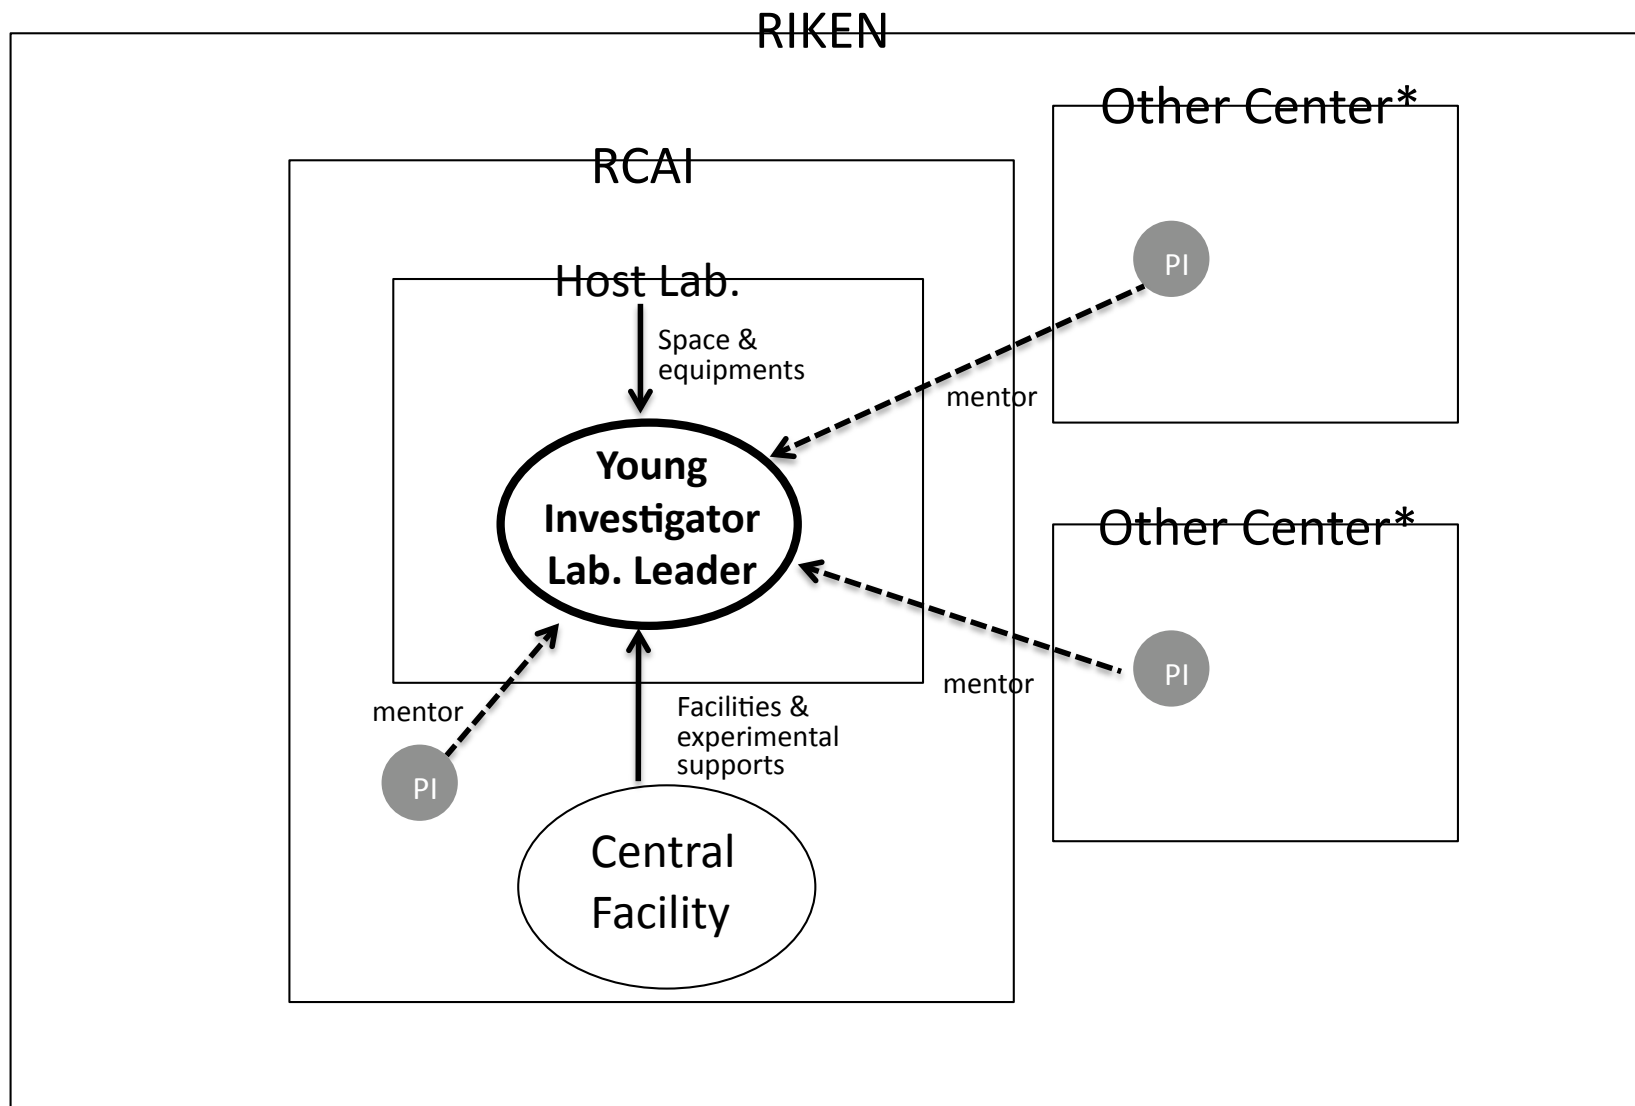 RIKEN
Other Center*
RCAI
PI
Host Lab.
Space &
equipments
mentor
Young
Investigator
Lab. Leader
Other Center*
PI
mentor
mentor
Facilities &
experimental
supports
PI
Central
Facility